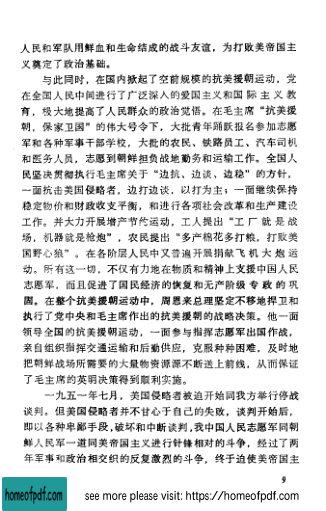 人民和军队用鲜血和生命结成的战斗友谊，为打败美帝国主
义奠定了政治基础。
与此同时，在国内掀起了空前规模的抗美援朝运动，党
在全国人民中间进行了广泛深入的爱国主义和国际主义教
育，极大地提高了人民群众的政治觉悟。在毛主席“抗美援
朝，保家卫国”的伟大号令下，大批青年踊跃报名参加志愿
军和各种军事干部学校，大批的农民、铁路员工、汽车司机
和医务人员，志愿到朝鲜担负战地勤务和运输工作。全国人
民坚决贯彻执行毛主席关于“边抗、边谈、边稳”的方针，
一面抗击美国侵略者，边打边谈，以打为主；一面继续保持
稳定物价和财政收支平衡，和进行各项社会改革和生产建设
工作。并大力开展增产节约运动，工人提出“工厂就是战
场，机器就是枪炮”，农民提出“多产棉花多打粮，打败美
国野心狼”。在各阶层人民中又普遍开展捐献飞机大炮运
动。所有这一切，不仅有力地在物质和精神上支援中国人民
志愿军，而且促进了国民经济的恢复和无产阶级专政的巩
固。在整个抗美援朝运动中，周恩来总理坚定不移地捍卫和
执行了党中央和毛主席作出的抗美援朝的战略决策。他一面
领导全国的抗美援朝运动，一面参与指挥志愿军出国作战，
亲自组织指挥交通运输和后勤供应，克服种种困难，及时地
把朝鲜战场所需要的大量物资源源不断送上前线，从而保证
了毛主席的英明决策得到顺利实施。
一九五一年七月，美国侵略者被迫开始同我方举行停战
谈判。但美国侵略者并不甘心于自己的失败，谈判开始后，
即以各种卑鄙手段，破坏和中断谈判，我中国人民志愿军同朝
鲜人民军一道同美帝国主义进行针锋相对的斗争，经过了两
年军事和政治相交织的反复激烈的斗争，终于迫使美帝国主
9
homeofpdf.com
see more please visit: https://homeofpdf.com